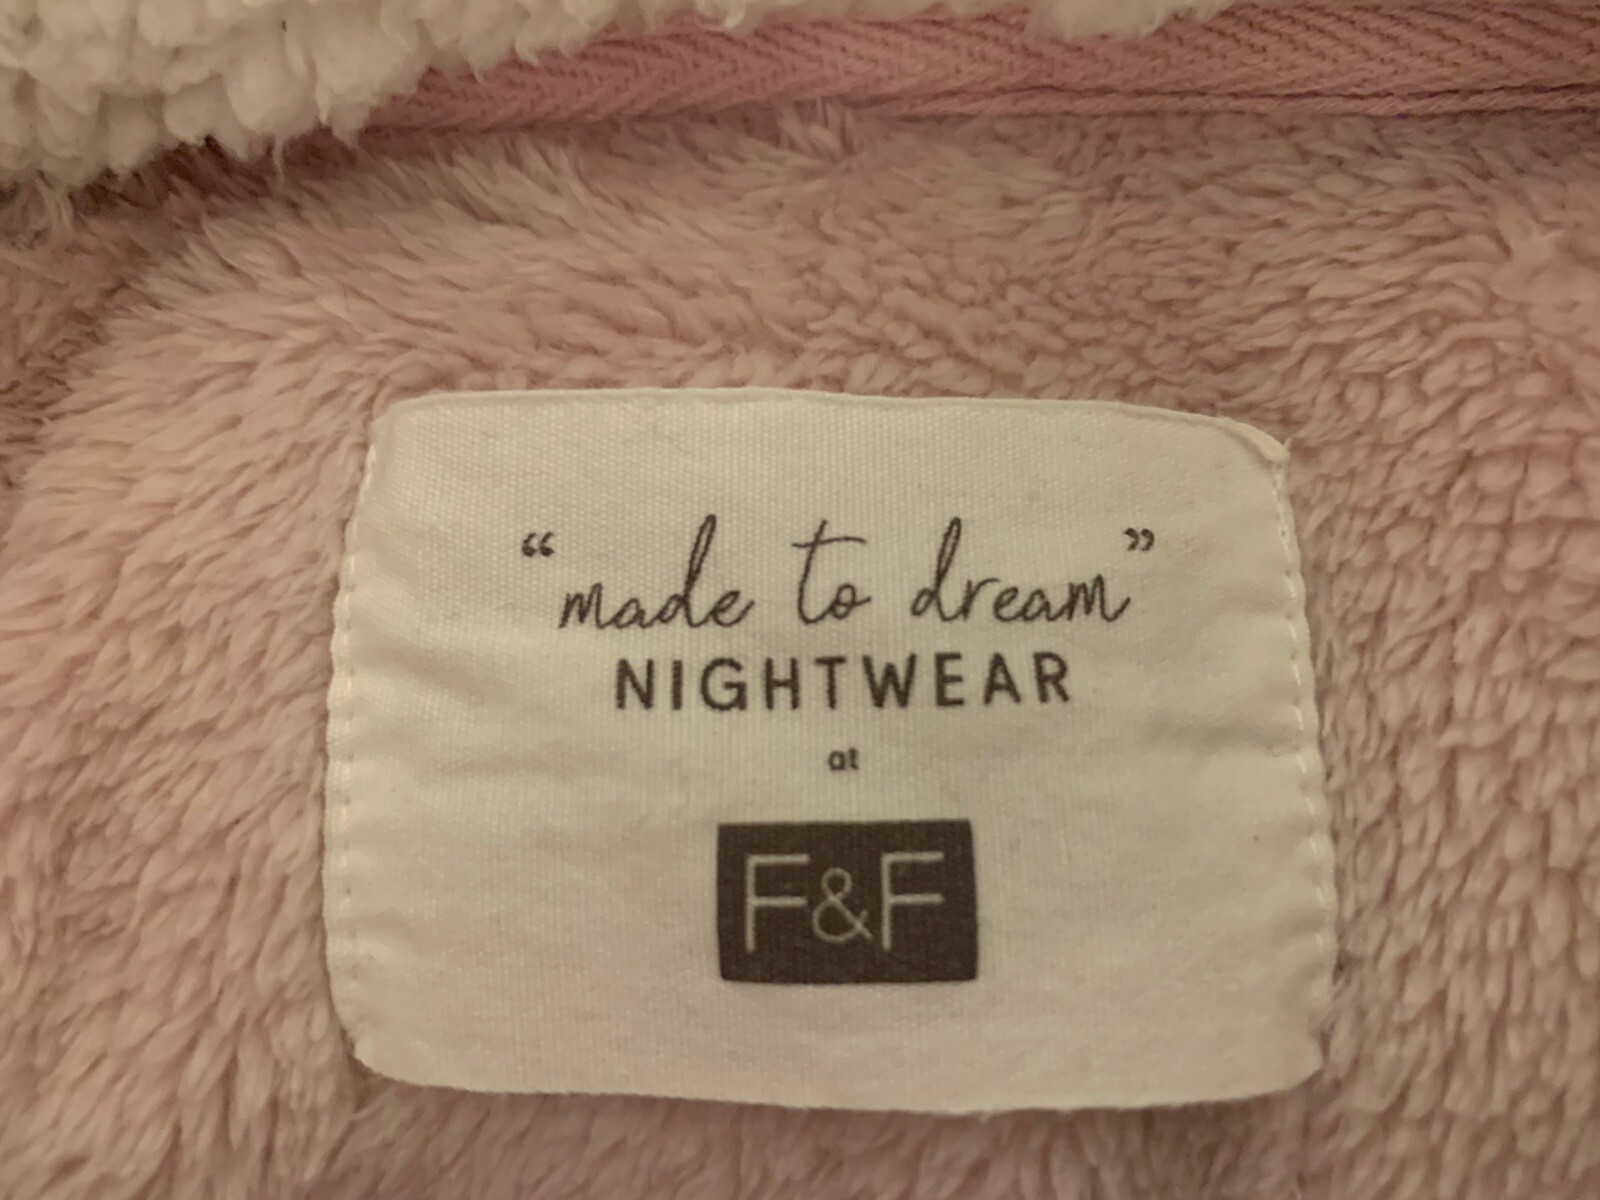 “made to dream”
NIGHTWEAR
at
F&F